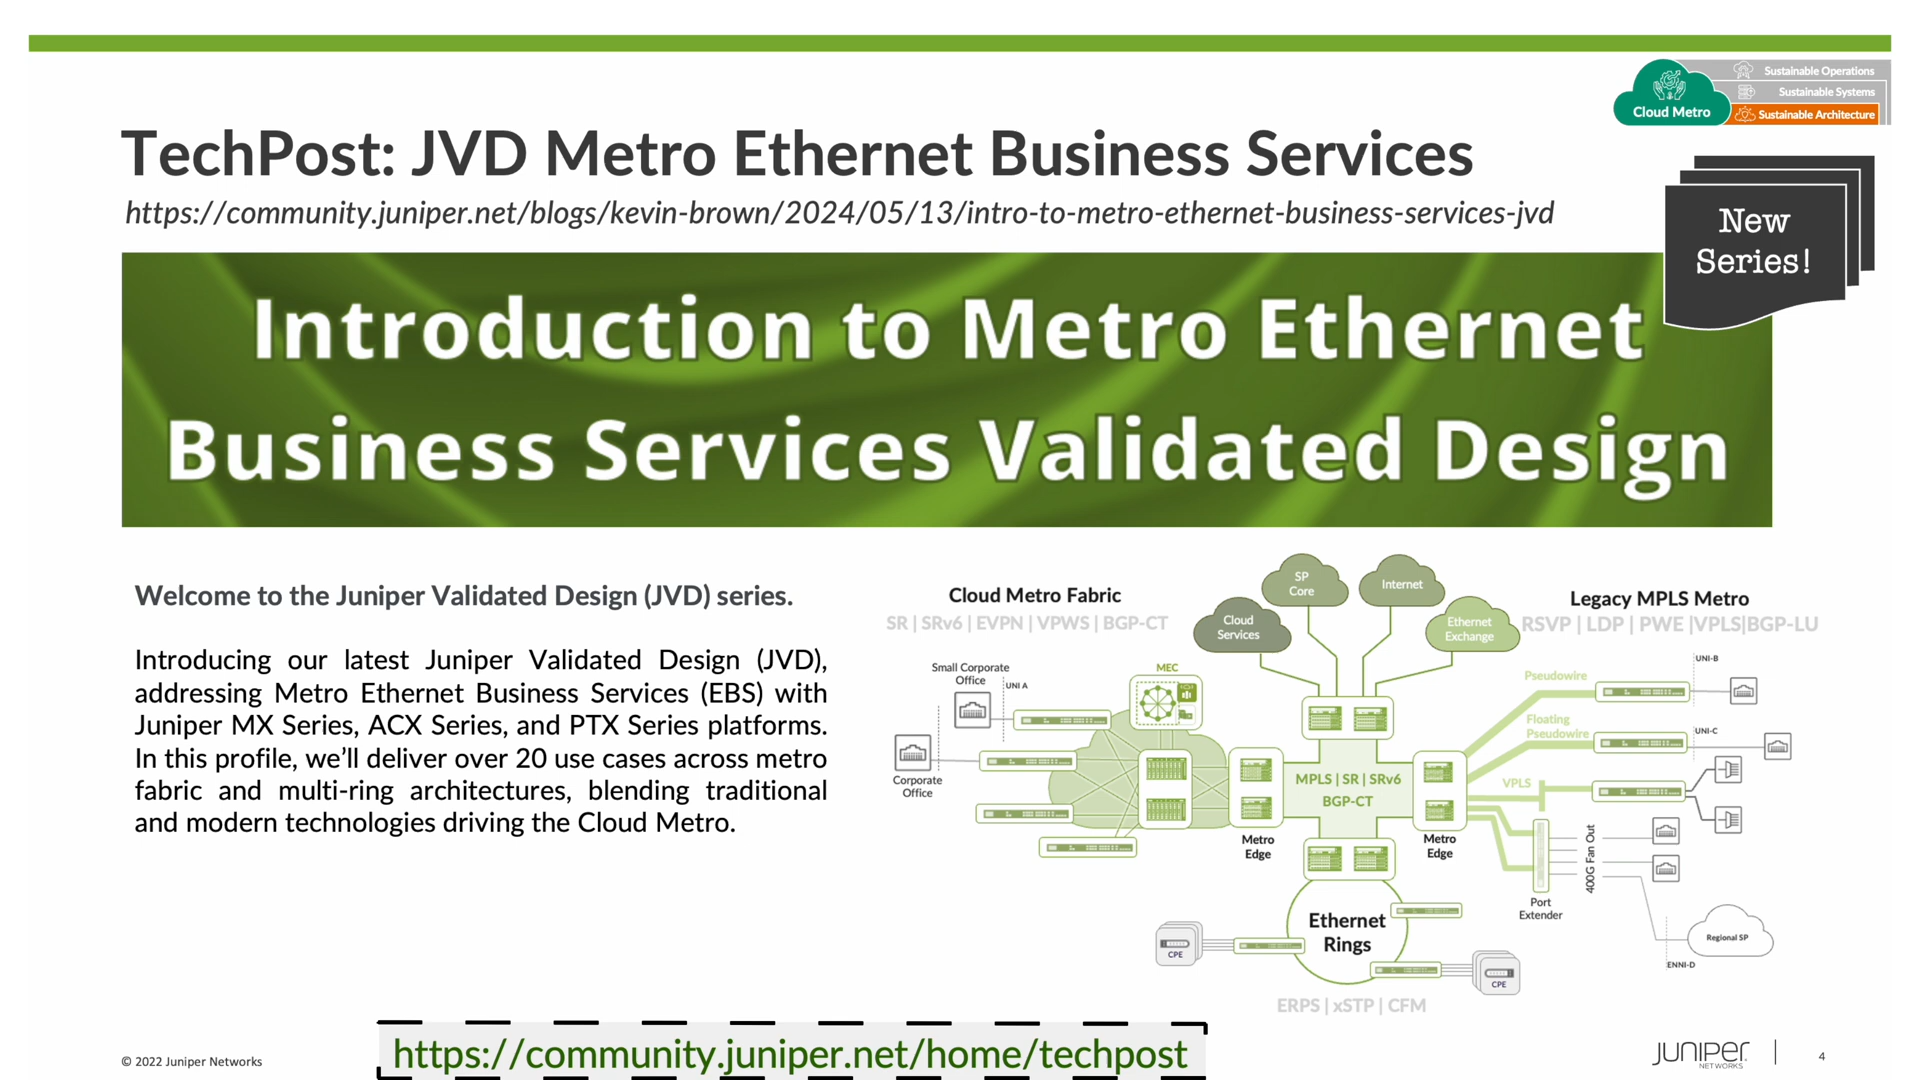 Sustainable Operations
Sustainable Systems
Cloud Metro
Sustainable Architecture
TechPost: JVD Metro Ethernet Business Services
https://community.juniper.net/blogs/kevin-brown/2024/05/13/intro-to-metro-ethernet-business-services-jvd
New
Series!
Introduction to Metro Ethernet
Business Services Validated Design
Welcome to the Juniper Validated Design (JVD) series.
Introducing our latest Juniper Validated Design (JVD),
addressing Metro Ethernet Business Services (EBS) with
Juniper MX Series, ACX Series, and PTX Series platforms.
In this profile, we’ll deliver over 20 use cases across metro
fabric and multi-ring architectures, blending traditional
and modern technologies driving the Cloud Metro.
Cloud Metro Fabric
SR | SRv6 | EVPN | VPWS | BGP-CT
Cloud
Services
SP
Core
Internet
Ethernet
Exchange
Legacy MPLS Metro
RSVP | LDP | PWE |VPLS|BGP-LU
Small Corporate
Office
UNI A
MEC
Corporate
Office
Metro
Edge
MPLS | SR | SRv6
BGP-CT
Metro
Edge
Pseudowire
UNI-B
Floating
Pseudowire
UNI-C
VPLS
400G Fan Out
Port
Extender
Regional SP
ENNI-D
Ethernet
Rings
CPE
CPE
ERPS | xSTP | CFM
https://community.juniper.net/home/techpost
© 2022 Juniper Networks
JUNIPER
NETWORKS
4